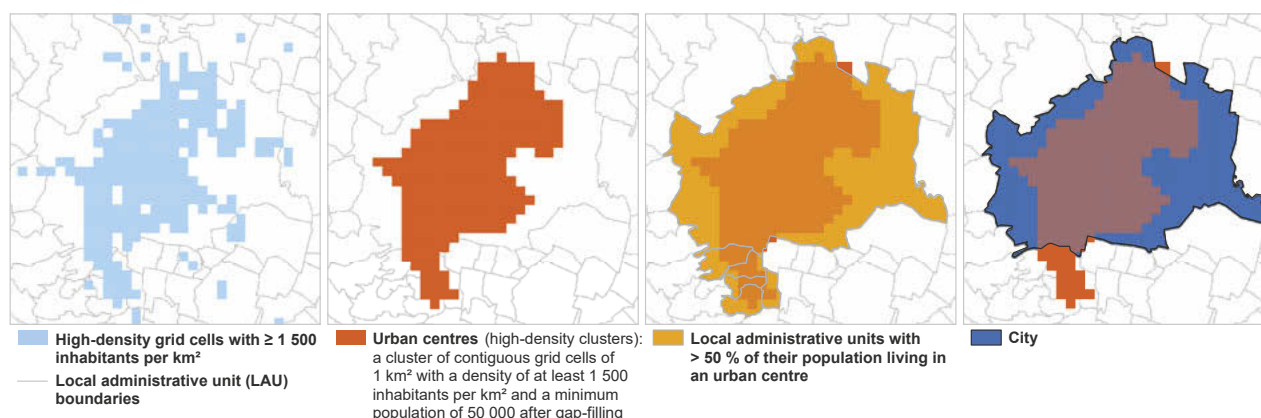 High-density grid cells with ≥ 1 500
inhabitants per km²
Local administrative unit (LAU)
boundaries
Urban centres (high-density clusters):
a cluster of contiguous grid cells of
1 km² with a density of at least 1 500
inhabitants per km² and a minimum
population of 50 000 after gap-filling
Local administrative units with
> 50 % of their population living in
an urban centre
City